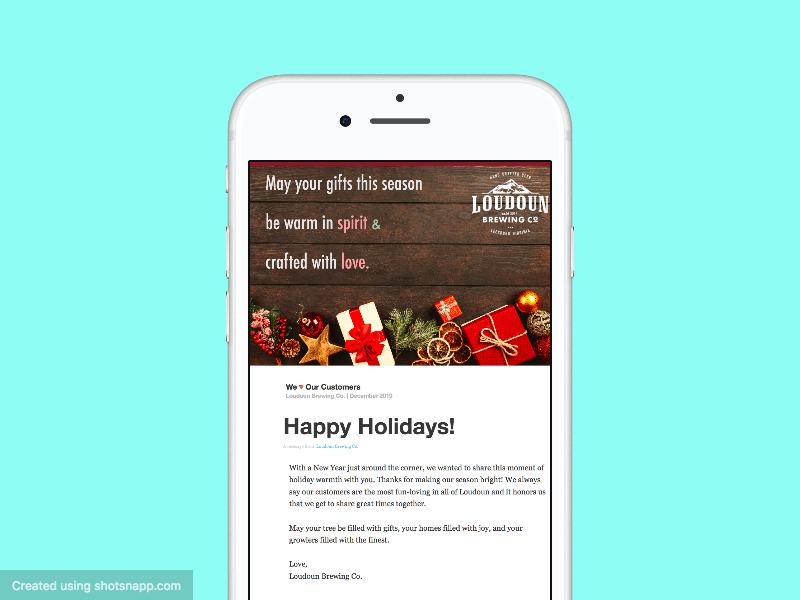 May your gifts this season
be warm in spirit &
crafted with love.
HAND CRAFTED BEER
LOUDOUN
BREWING CO
LEESBURG, VIRGINIA
We ♥ Our Customers
Loudoun Brewing Co. | December 2019
Happy Holidays!
A message from Loudoun Brewing Co.
With a New Year just around the corner, we wanted to share this moment of
holiday warmth with you. Thanks for making our season bright! We always
say our customers are the most fun-loving in all of Loudoun and it honors us
that we get to share great times together.
May your tree be filled with gifts, your homes filled with joy, and your
growlers filled with the finest.
Love,
Loudoun Brewing Co.
Created using shotsnapp.com